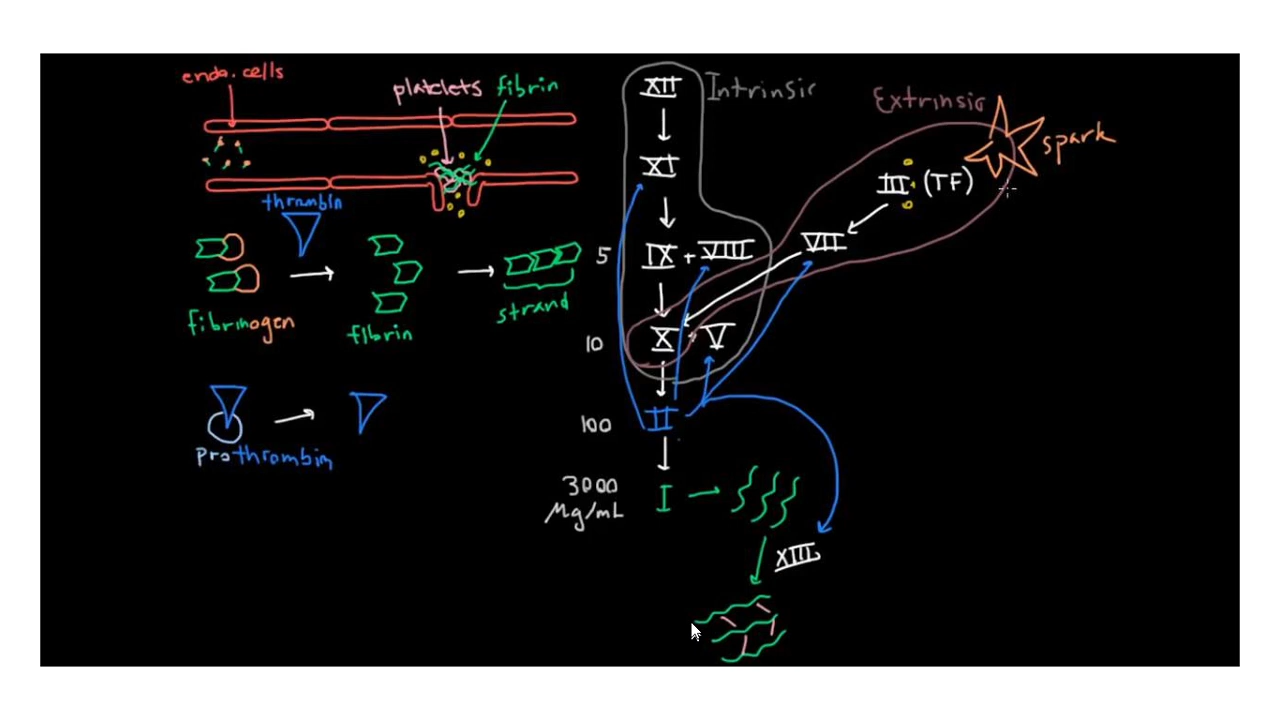 endo. cells
platelets
fibrin
thrombin
fibrinogen
fibrin
strand
prothrombin
XII
Intrinsic
XI
5
IX + VIII
10
X + V
100
II
3000
Mg/mL
I
XIII
Extrinsic
spark
III (TF)
VII